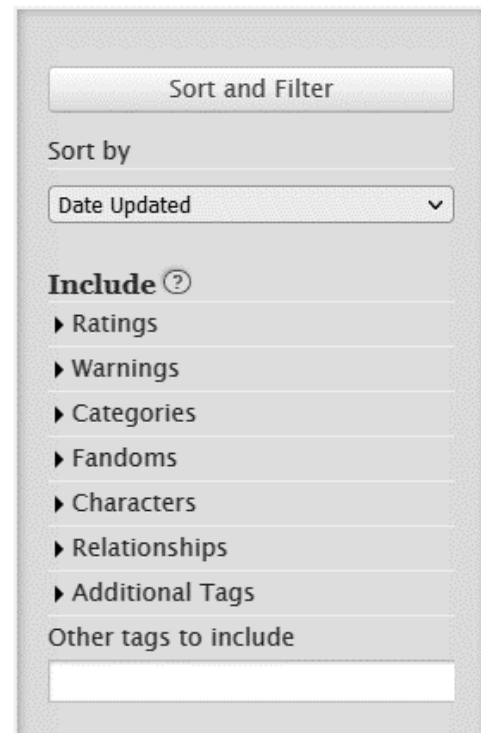 Sort and Filter
Sort by
Date Updated
Include ?
Ratings
Warnings
Categories
Fandoms
Characters
Relationships
Additional Tags
Other tags to include